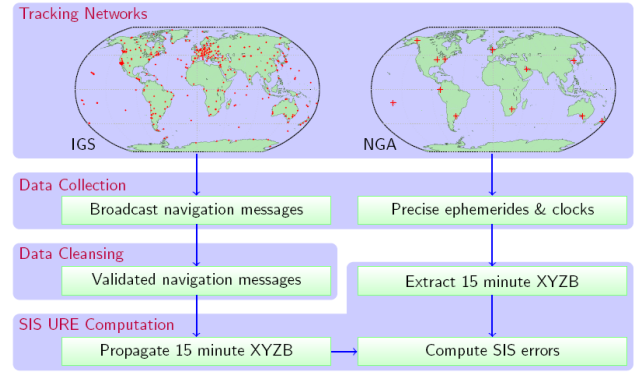 Tracking Networks
IGS
NGA
Data Collection
Broadcast navigation messages
Precise ephemerides & clocks
Data Cleansing
Validated navigation messages
Extract 15 minute XYZB
SIS URE Computation
Propagate 15 minute XYZB
Compute SIS errors